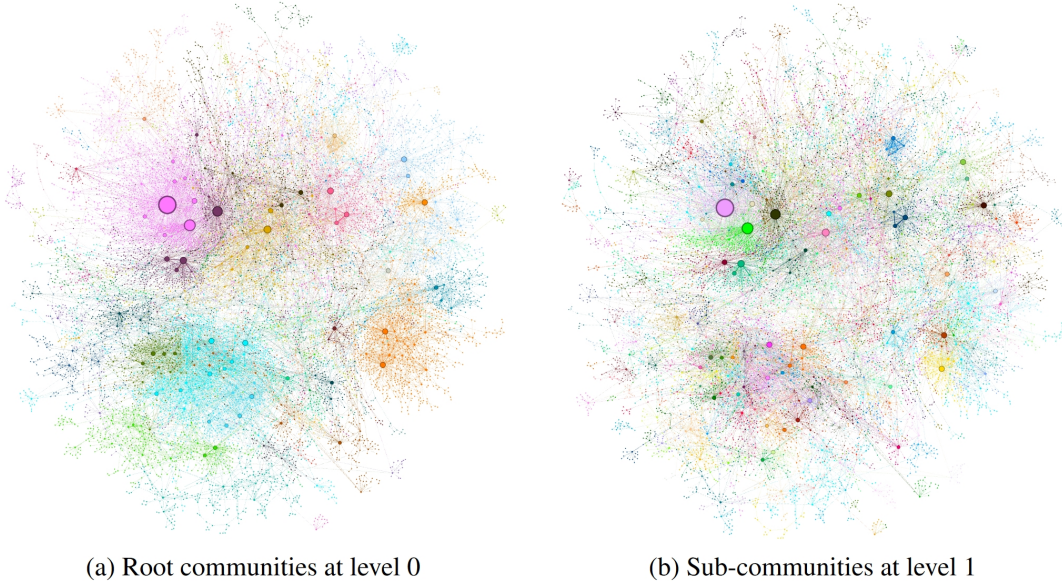 (a) Root communities at level 0
(b) Sub-communities at level 1